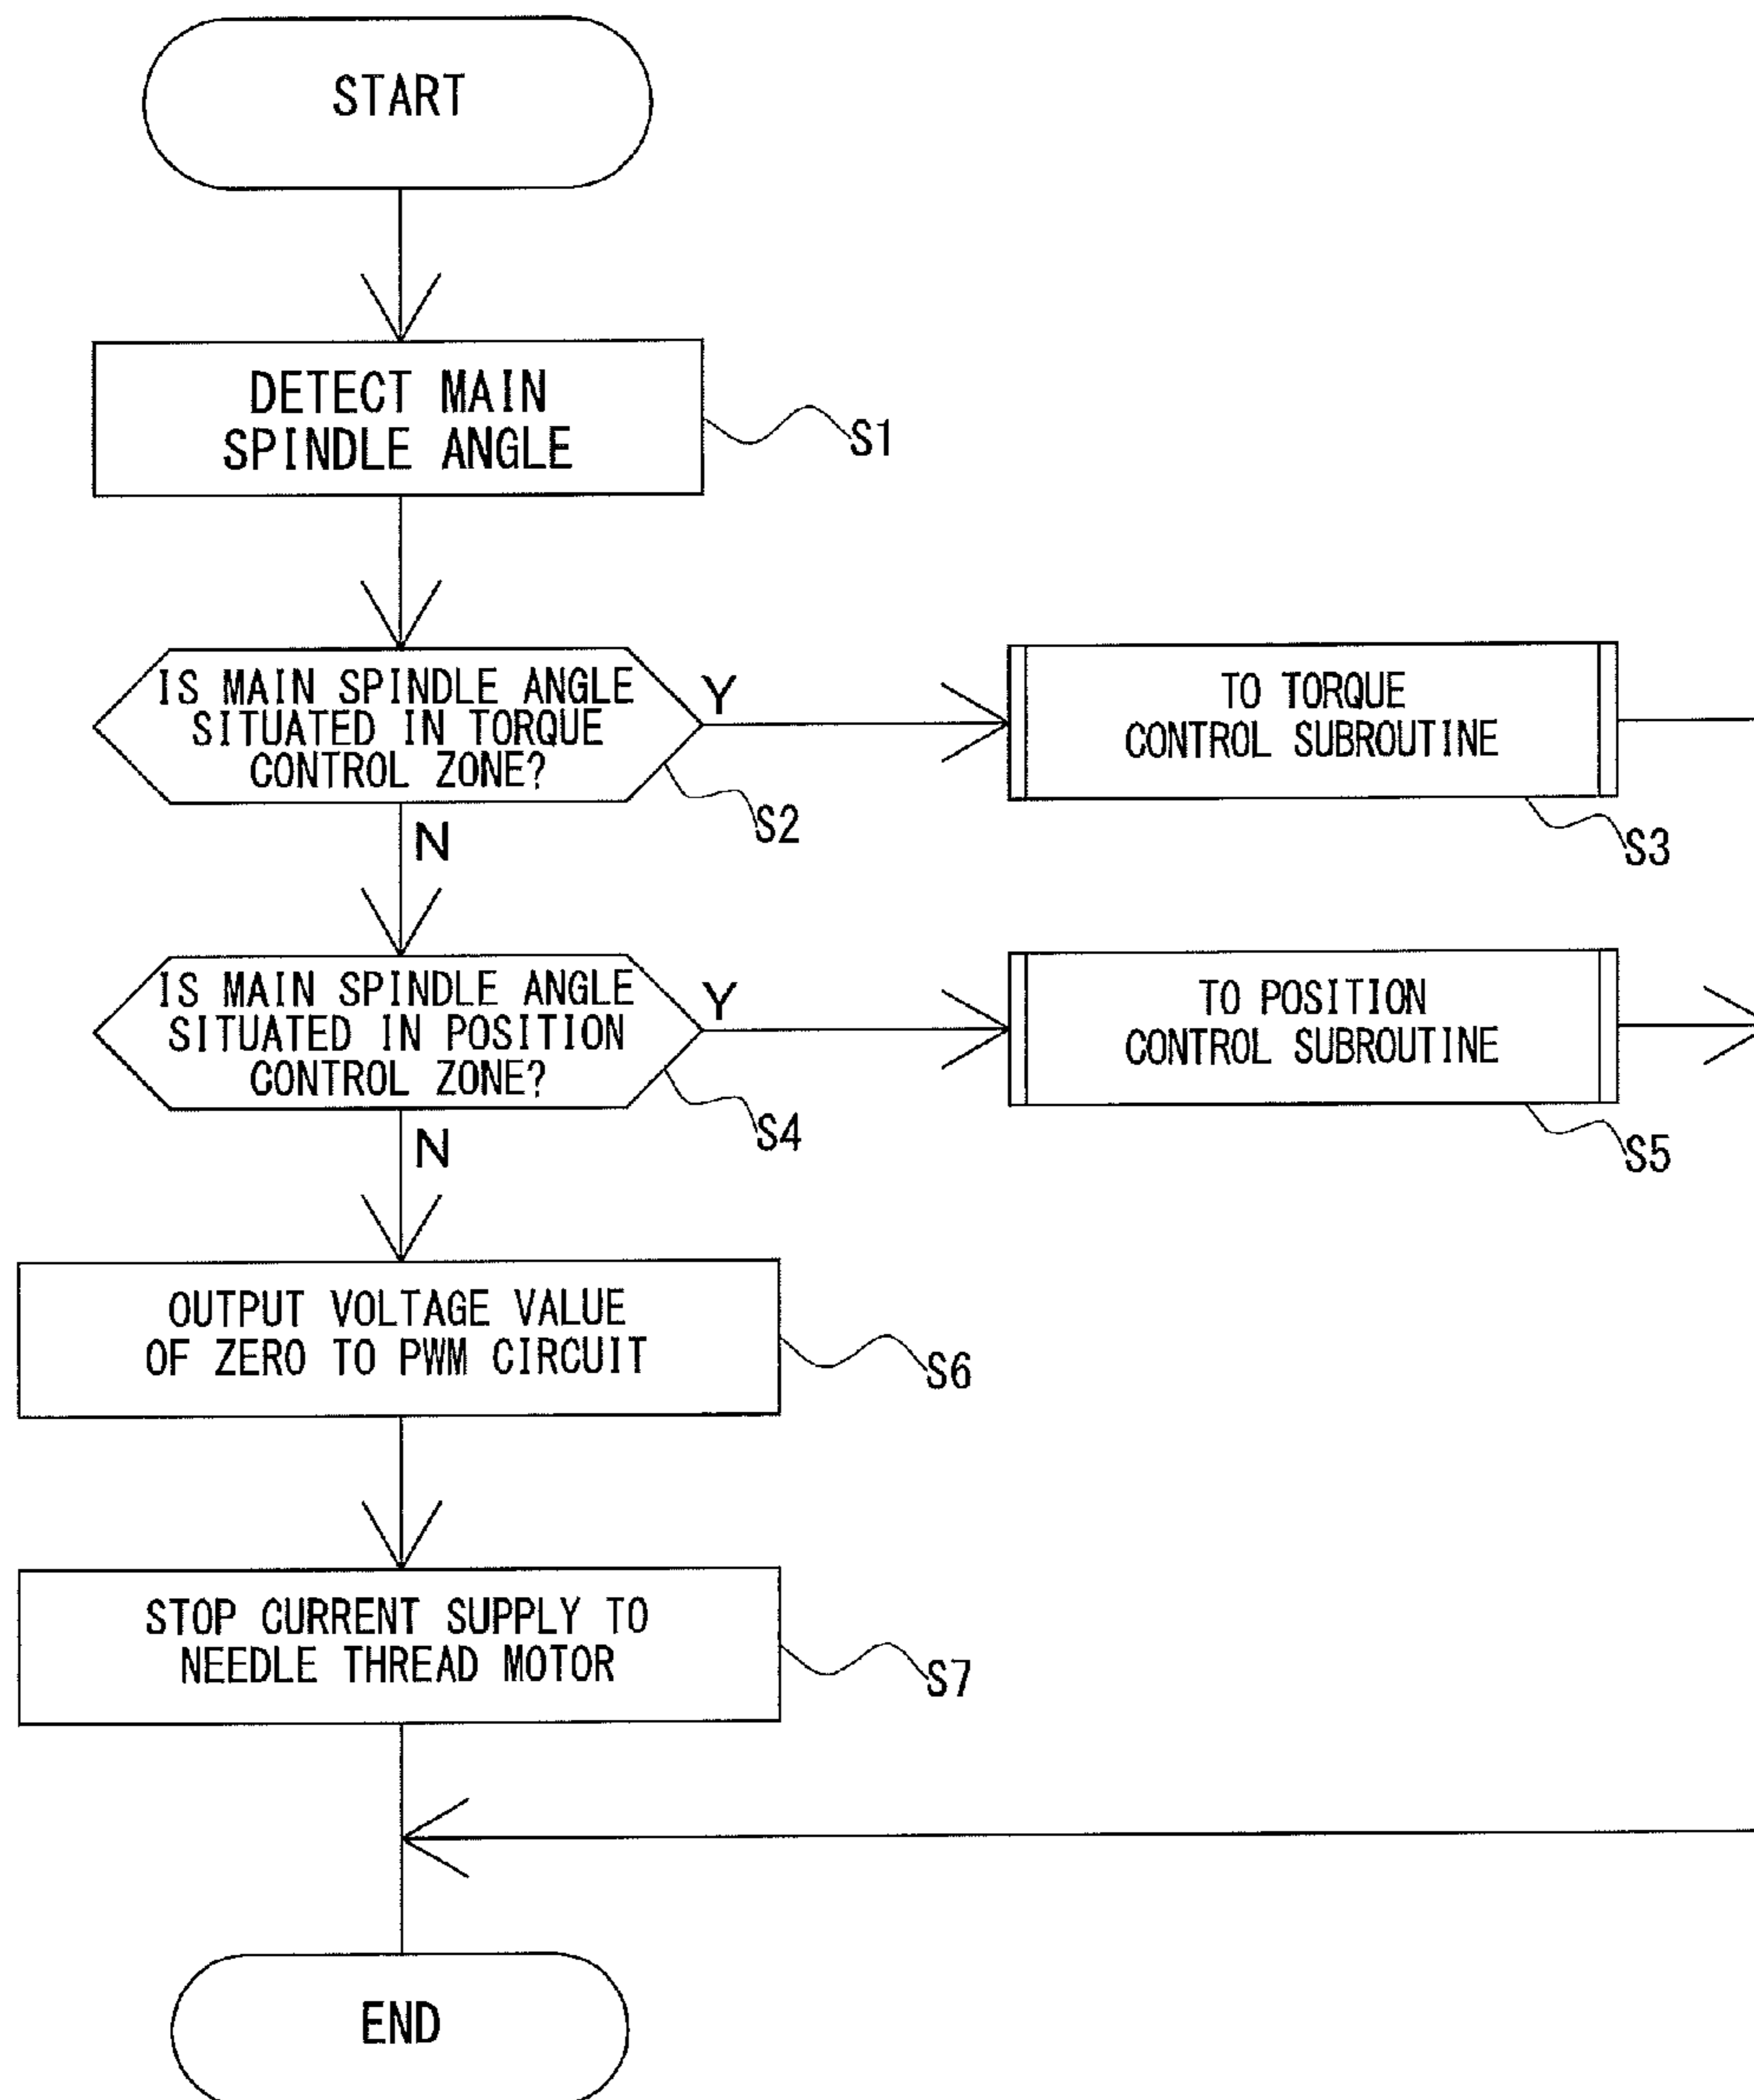 START
DETECT MAIN
SPINDLE ANGLE
S1
IS MAIN SPINDLE ANGLE
SITUATED IN TORQUE
CONTROL ZONE?
S2
Y
TO TORQUE
CONTROL SUBROUTINE
S3
N
IS MAIN SPINDLE ANGLE
SITUATED IN POSITION
CONTROL ZONE?
S4
Y
TO POSITION
CONTROL SUBROUTINE
S5
N
OUTPUT VOLTAGE VALUE
OF ZERO TO PWM CIRCUIT
S6
STOP CURRENT SUPPLY TO
NEEDLE THREAD MOTOR
S7
END